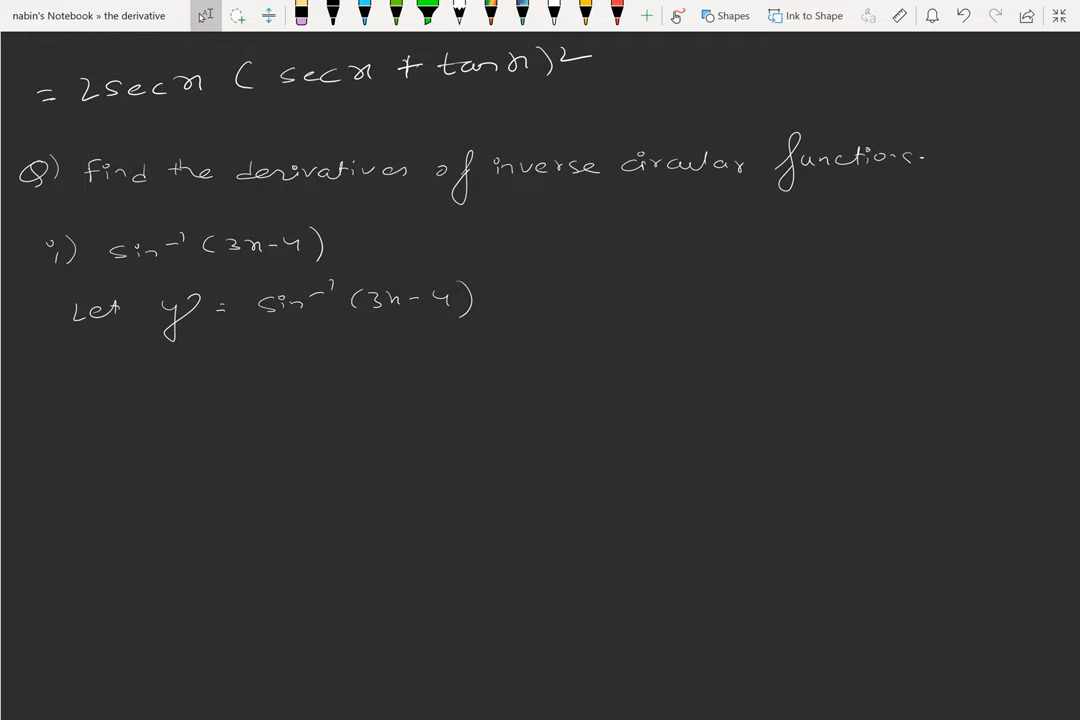 nabin's Notebook » the derivative
Shapes
Ink to Shape
= 2secx (secx + tanx)2
Q) find the derivatives of inverse circular functions.
i) sin⁻¹ (3x-4)
Let y = sin⁻¹ (3x-4)